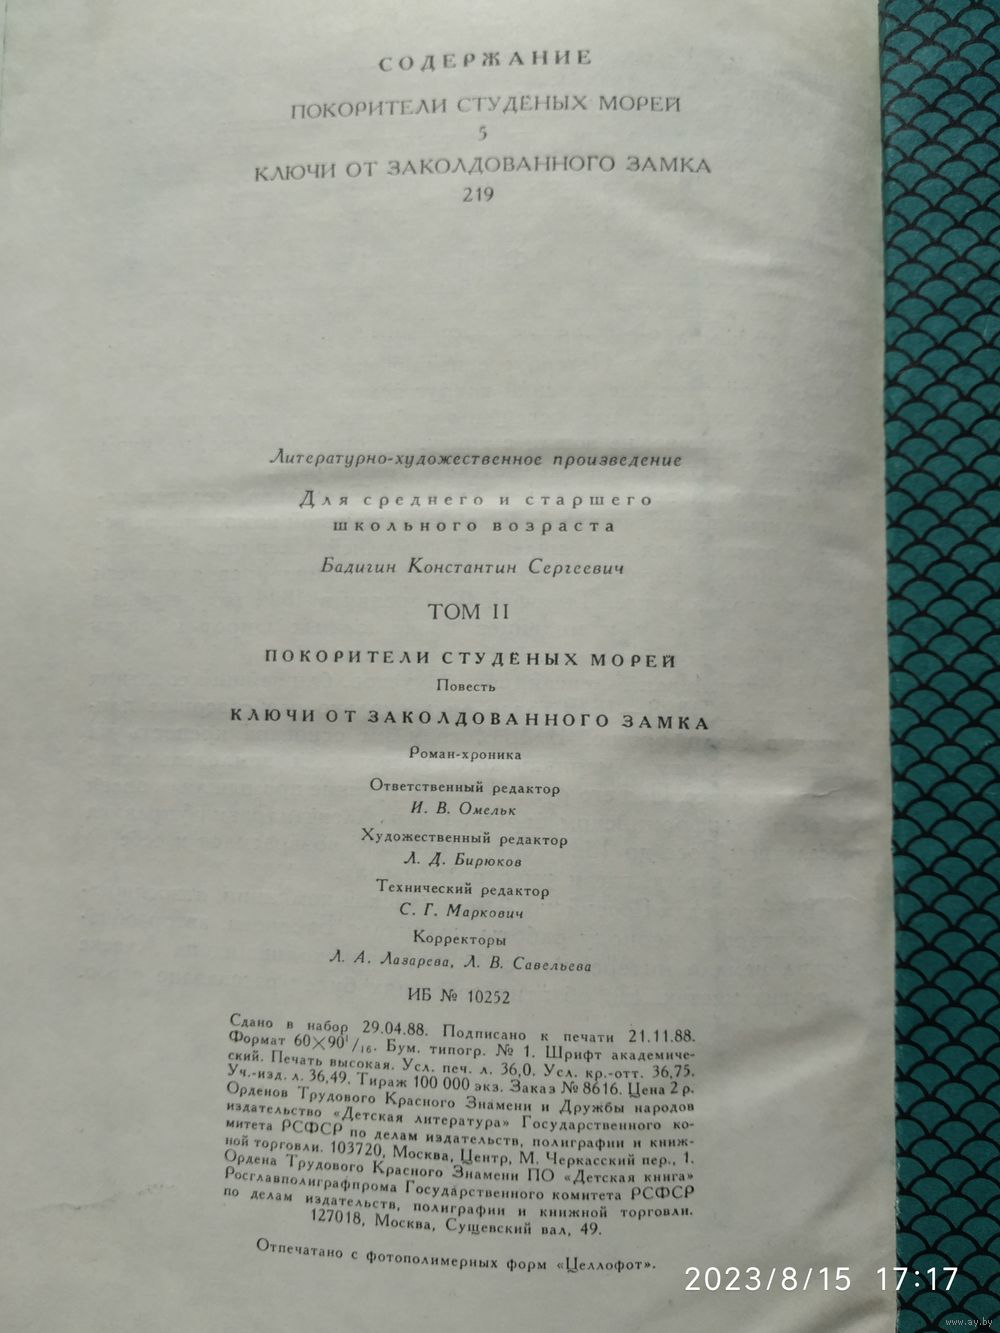 СОДЕРЖАНИЕ
ПОКОРИТЕЛИ СТУДЕНЫХ МОРЕЙ
5
КЛЮЧИ ОТ ЗАКОЛДОВАННОГО ЗАМКА
219
Литературно-художественное произведение
Для среднего и старшего
школьного возраста
Бадигин Константин Сергеевич
ТОМ II
ПОКОРИТЕЛИ СТУДЕНЫХ МОРЕЙ
Повесть
КЛЮЧИ ОТ ЗАКОЛДОВАННОГО ЗАМКА
Роман-хроника
Ответственный редактор
И. В. Омельк
Художественный редактор
Л. Д. Бирюков
Технический редактор
С. Г. Маркович
Корректоры
Л. А. Лазарева, Л. В. Савельева
ИБ № 10252
Сдано в набор 29.04.88. Подписано к печати 21.11.88.
Формат 60×90¹/₁₆. Бум. типогр. № 1. Шрифт академиче-
ский. Печать высокая. Усл. печ. л. 36,0. Усл. кр.-отт. 36,75.
Уч.-изд. л. 36,49. Тираж 100 000 экз. Заказ № 8616. Цена 2 р.
Орденов Трудового Красного Знамени и Дружбы народов
издательство «Детская литература» Государственного ко-
митета РСФСР по делам издательств, полиграфии и книж-
ной торговли. 103720, Москва, Центр, М. Черкасский пер., 1.
Ордена Трудового Красного Знамени ПО «Детская книга»
Росглавполиграфпрома Государственного комитета РСФСР
по делам издательств, полиграфии и книжной торговли.
127018, Москва, Сущевский вал, 49.
Отпечатано с фотополимерных форм «Целлофот».
2023/8/15 17:17
www.ay.by